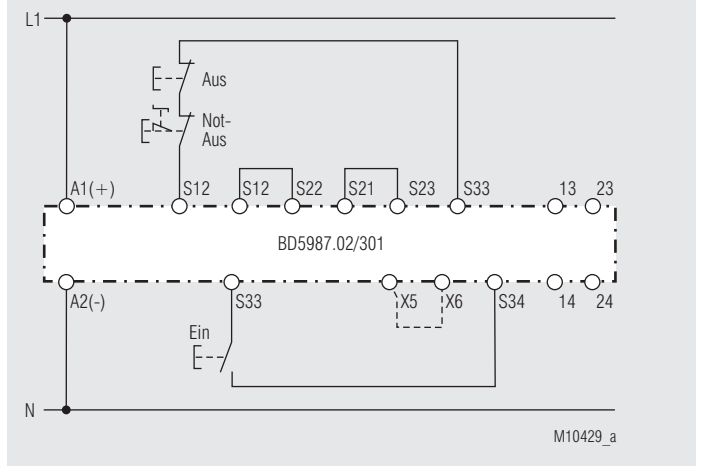 L1
Aus
Not-
Aus
A1(+) S12 S12 S22 S21 S23 S33 13 23
BD5987.02/301
A2(-) S33 X5 X6 S34 14 24
Ein
N
M10429_a